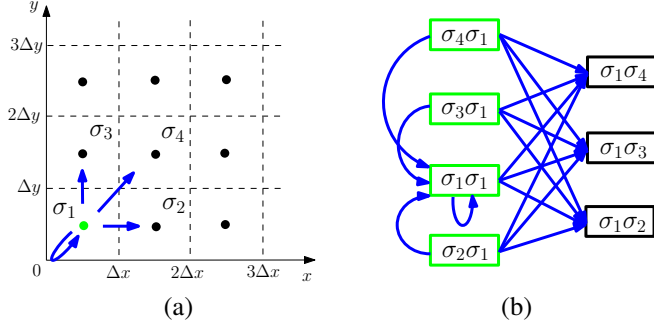 y
3Δy
2Δy
σ₃ σ₄
Δy
σ₁ σ₂
0 Δx 2Δx 3Δx x
(a)
σ₄σ₁
σ₁σ₄
σ₃σ₁
σ₁σ₃
σ₁σ₁
σ₁σ₂
σ₂σ₁
(b)